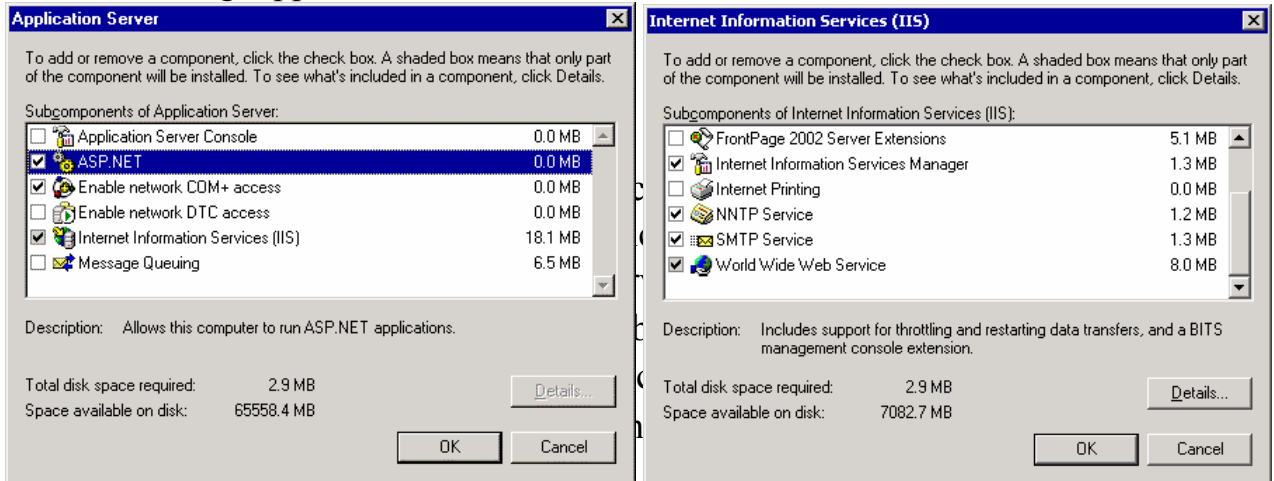 Application Server
To add or remove a component, click the check box. A shaded box means that only part
of the component will be installed. To see what's included in a component, click Details.
Subcomponents of Application Server:
Application Server Console 0.0 MB
ASP.NET 0.0 MB
Enable network COM+ access 0.0 MB
Enable network DTC access 0.0 MB
Internet Information Services (IIS) 18.1 MB
Message Queuing 6.5 MB
Description: Allows this computer to run ASP.NET applications.
Total disk space required: 2.9 MB
Details...
Space available on disk: 65558.4 MB
OK Cancel
Internet Information Services (IIS)
To add or remove a component, click the check box. A shaded box means that only part
of the component will be installed. To see what's included in a component, click Details.
Subcomponents of Internet Information Services (IIS):
FrontPage 2002 Server Extensions 5.1 MB
Internet Information Services Manager 1.3 MB
Internet Printing 0.0 MB
NNTP Service 1.2 MB
SMTP Service 1.3 MB
World Wide Web Service 8.0 MB
Description: Includes support for throttling and restarting data transfers, and a BITS
management console extension.
Total disk space required: 2.9 MB
Details...
Space available on disk: 7082.7 MB
OK Cancel